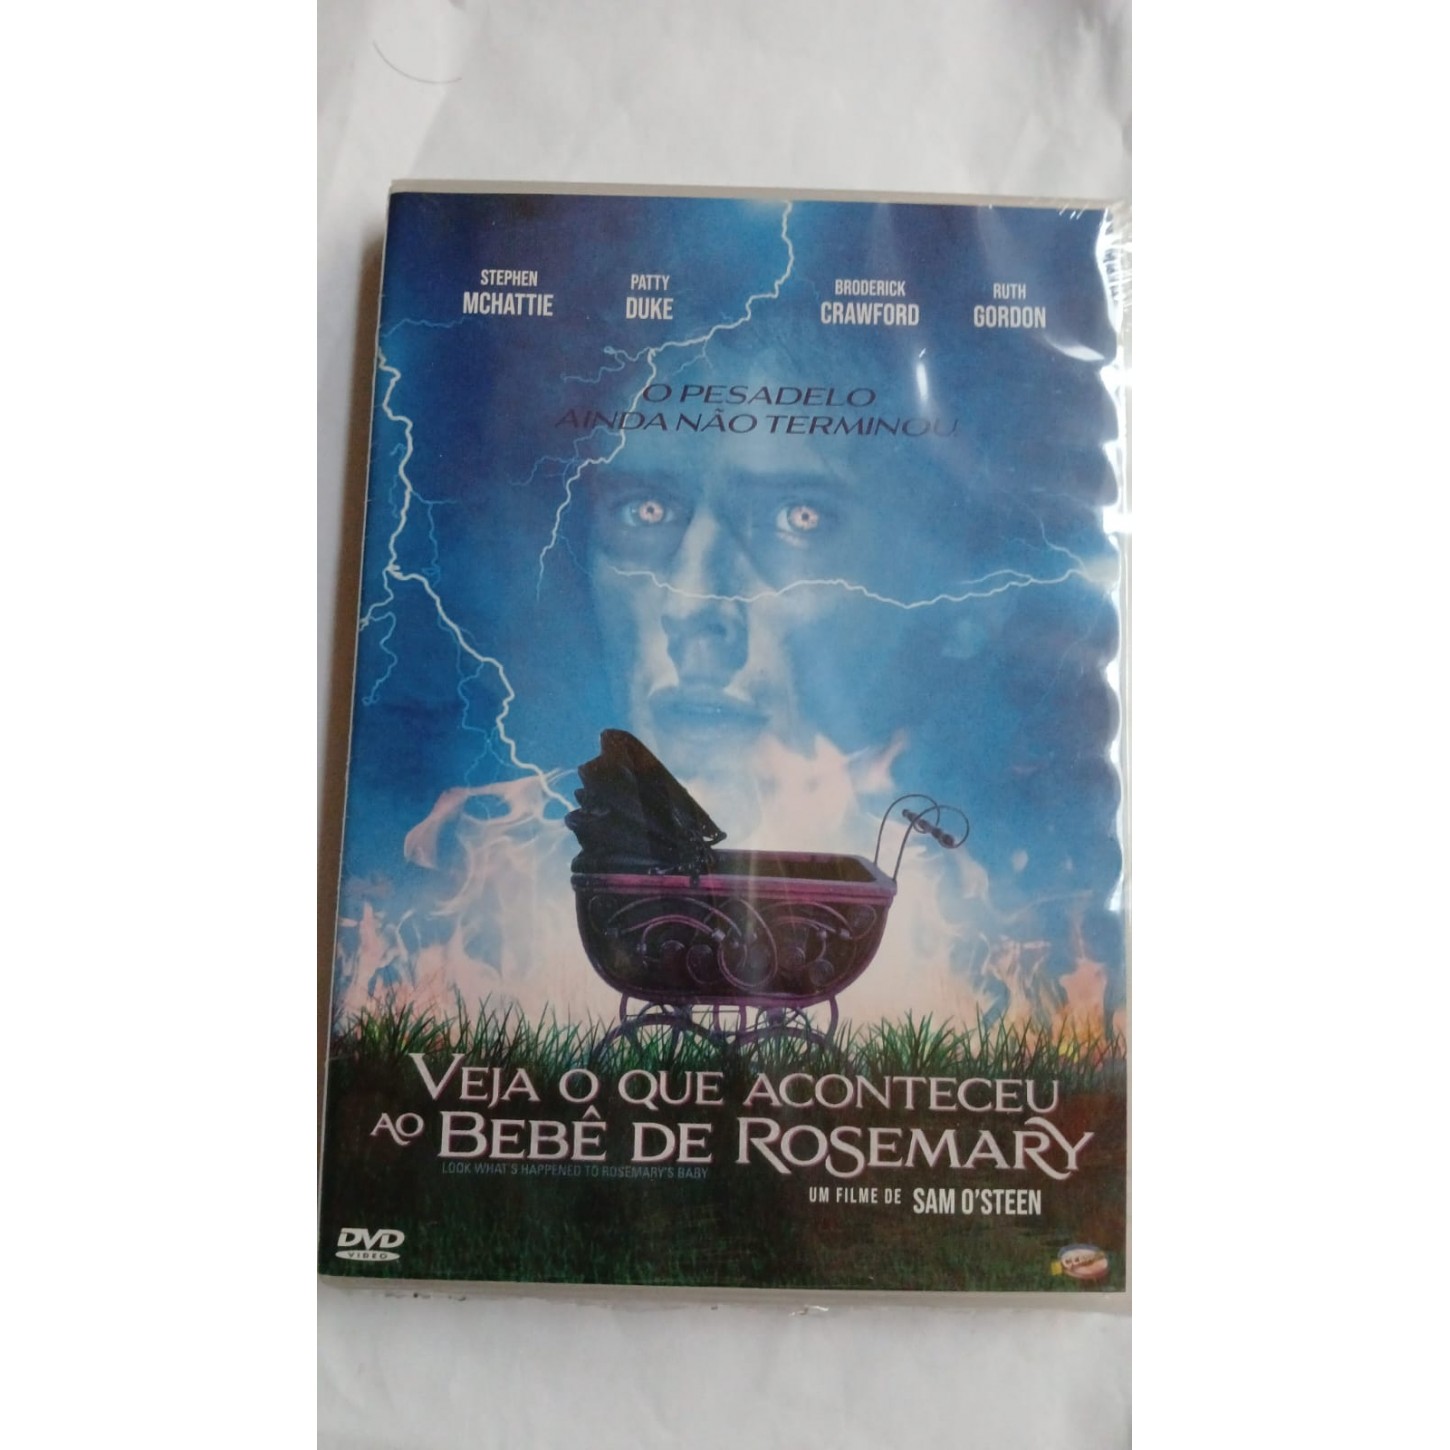 STEPHEN MCHATTIE
PATTY DUKE
BRODERICK CRAWFORD
RUTH GORDON
O PESADELO
AINDA NÃO TERMINOU
VEJA O QUE ACONTECEU
AO BEBÊ DE ROSEMARY
LOOK WHAT'S HAPPENED TO ROSEMARY'S BABY
UM FILME DE SAM O'STEEN
DVD
VIDEO